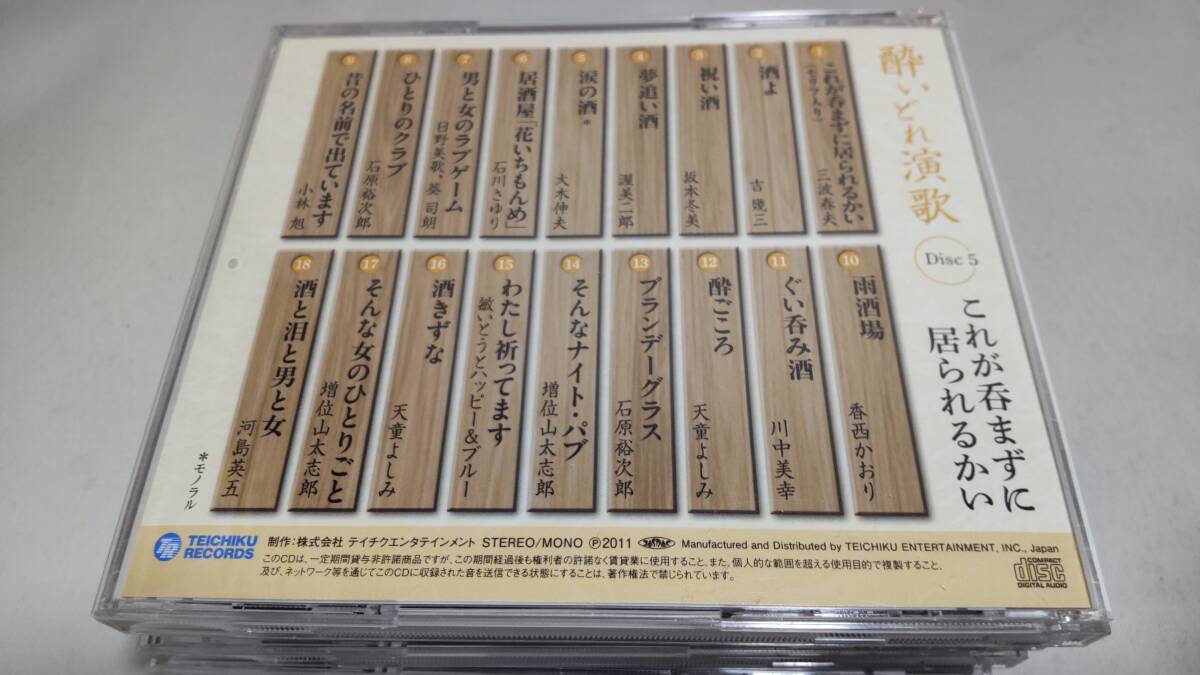 酔いどれ演歌
Disc 5
これが呑まずに
居られるかい
1
これが呑まずに居られるかい
(セリフ入り)
三波春夫
2
酒よ
吉 幾三
3
祝い酒
坂本冬美
4
夢追い酒
渥美二郎
5
涙の酒*
大木伸夫
6
居酒屋「花いちもんめ」
石川さゆり
7
男と女のラブゲーム
日野美歌、葵 司朗
8
ひとりのクラブ
石原裕次郎
9
昔の名前で出ています
小林 旭
10
雨酒場
香西かおり
11
ぐい呑み酒
川中美幸
12
酔ごころ
天童よしみ
13
ブランデーグラス
石原裕次郎
14
そんなナイト・パブ
増位山太志郎
15
わたし祈ってます
敏いとうとハッピー&ブルー
16
酒きずな
天童よしみ
17
そんな女のひとりごと
増位山太志郎
18
酒と泪と男と女
河島英五
*モノラル
TEICHIKU
RECORDS
制作:株式会社 テイチクエンタテインメント STEREO/MONO Ⓟ2011 JASRAC Manufactured and Distributed by TEICHIKU ENTERTAINMENT, INC., Japan
このCDは、一定期間貸与非許諾商品ですが、この期間経過後も権利者の許諾なく賃貸業に使用すること、また、個人的な範囲を超える使用目的で複製すること、
及び、ネットワーク等を通じてこのCDに収録された音を送信できる状態にすることは、著作権法で禁じられています。
COMPACT
disc
DIGITAL AUDIO